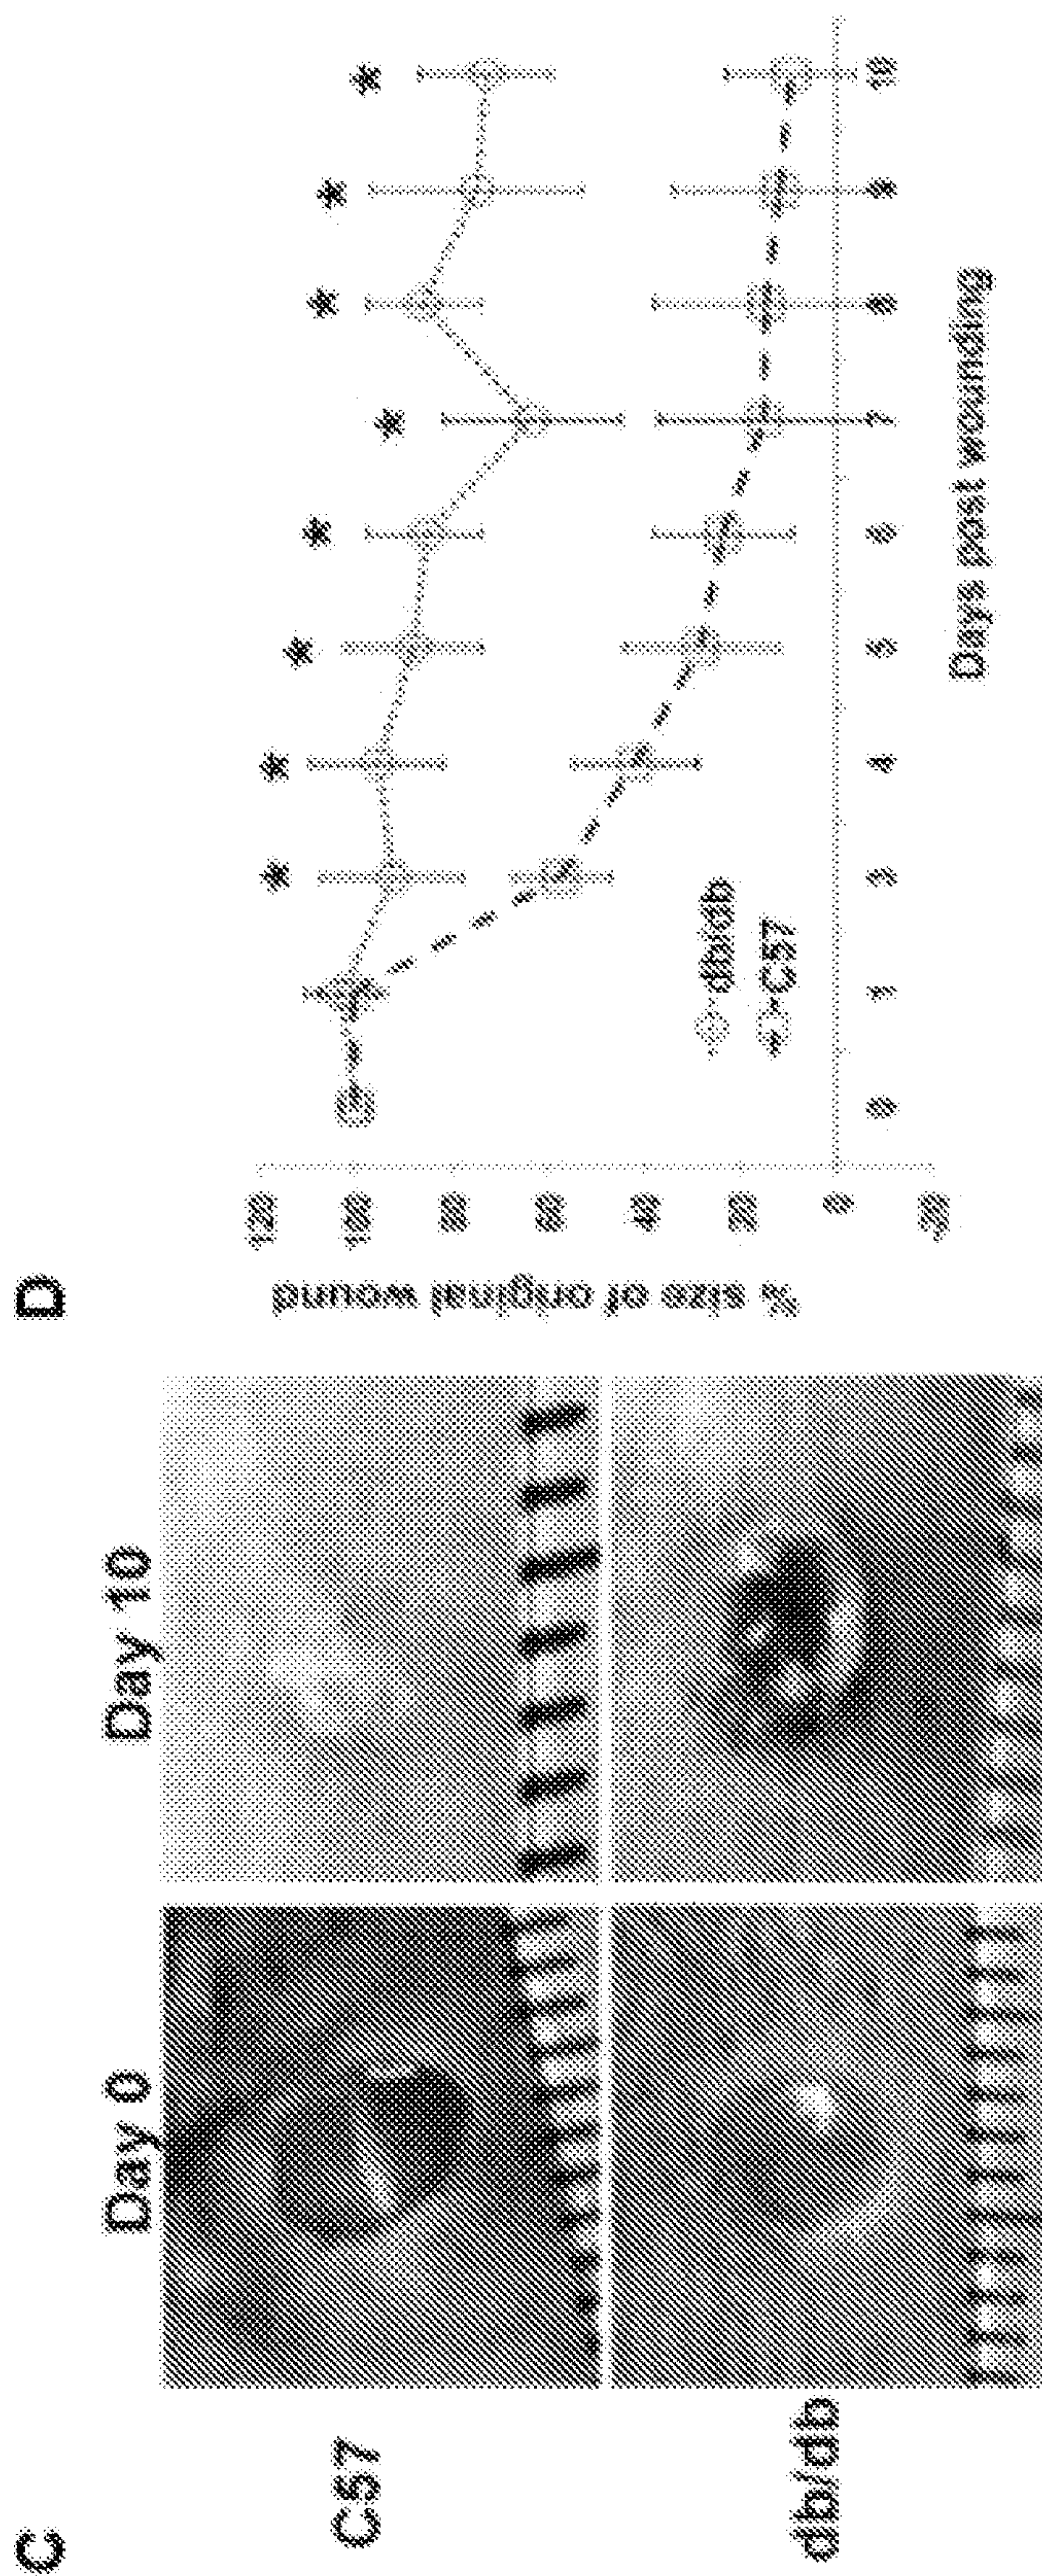 C
Day 0
Day 10
C57
db/db
D
% size of original wound
120
100
80
60
40
20
0
-20
*
*
*
*
*
*
*
*
db/db
C57
0
1
3
4
5
6
7
8
9
10
Days post wounding